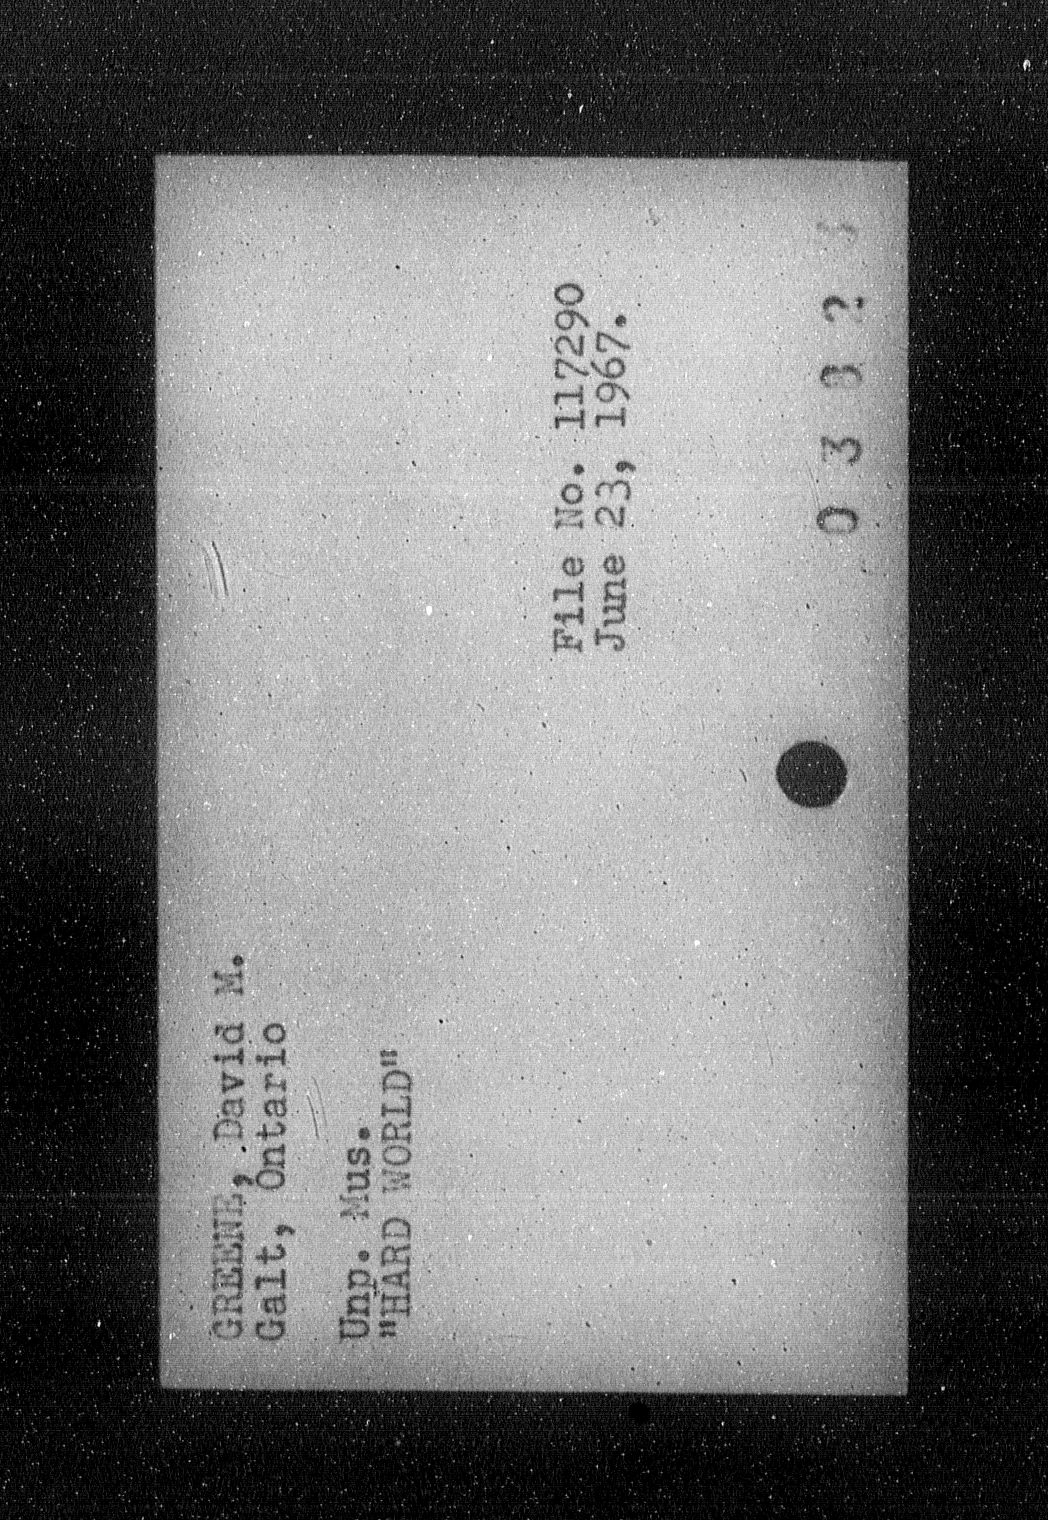 GREENE, David M.
Galt, Ontario
Unp. Mus.
"HARD WORLD"
File No. 117290
June 23, 1967.